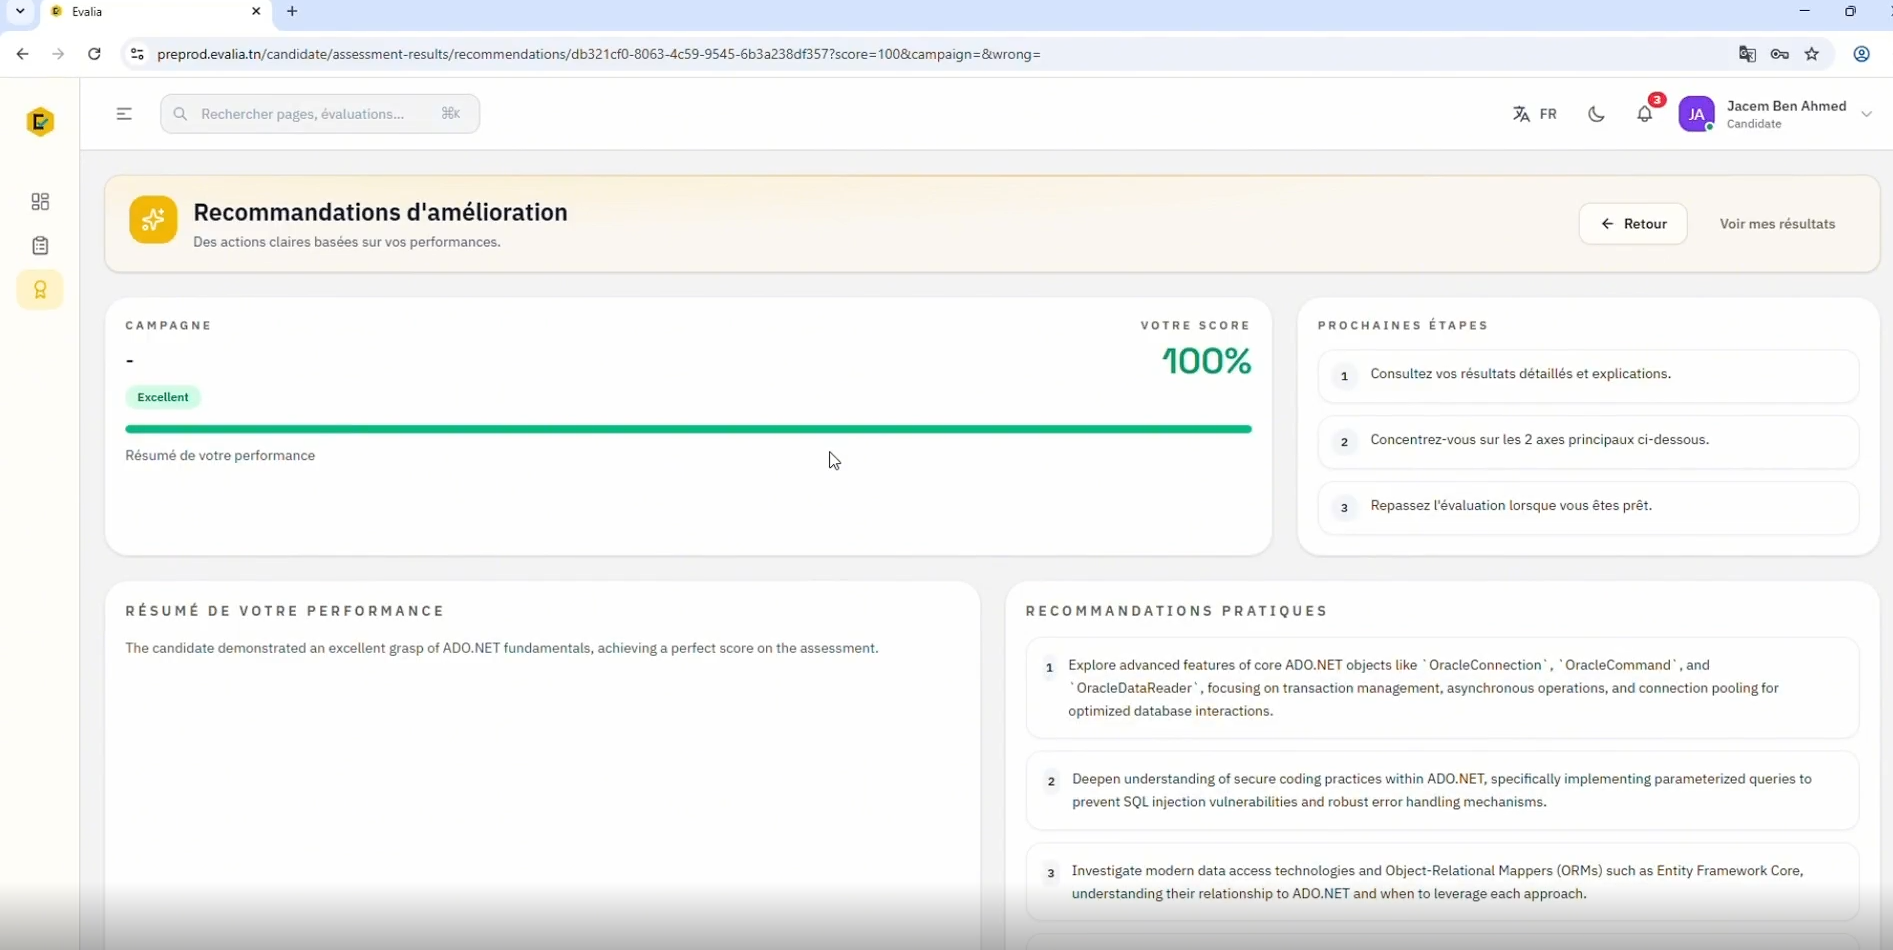 Evalia
preprod.evalia.tn/candidate/assessment-results/recommendations/db321cf0-8063-4c59-9545-6b3a238df357?score=100&campaign=&wrong=
Rechercher pages, évaluations... ⌘K
FR
3
JA
Jacem Ben Ahmed
Candidate
Recommandations d'amélioration
Des actions claires basées sur vos performances.
← Retour
Voir mes résultats
CAMPAGNE
-
Excellent
VOTRE SCORE
100%
Résumé de votre performance
PROCHAINES ÉTAPES
1 Consultez vos résultats détaillés et explications.
2 Concentrez-vous sur les 2 axes principaux ci-dessous.
3 Repassez l'évaluation lorsque vous êtes prêt.
RÉSUMÉ DE VOTRE PERFORMANCE
The candidate demonstrated an excellent grasp of ADO.NET fundamentals, achieving a perfect score on the assessment.
RECOMMANDATIONS PRATIQUES
1 Explore advanced features of core ADO.NET objects like `OracleConnection`, `OracleCommand`, and
`OracleDataReader`, focusing on transaction management, asynchronous operations, and connection pooling for
optimized database interactions.
2 Deepen understanding of secure coding practices within ADO.NET, specifically implementing parameterized queries to
prevent SQL injection vulnerabilities and robust error handling mechanisms.
3 Investigate modern data access technologies and Object-Relational Mappers (ORMs) such as Entity Framework Core,
understanding their relationship to ADO.NET and when to leverage each approach.